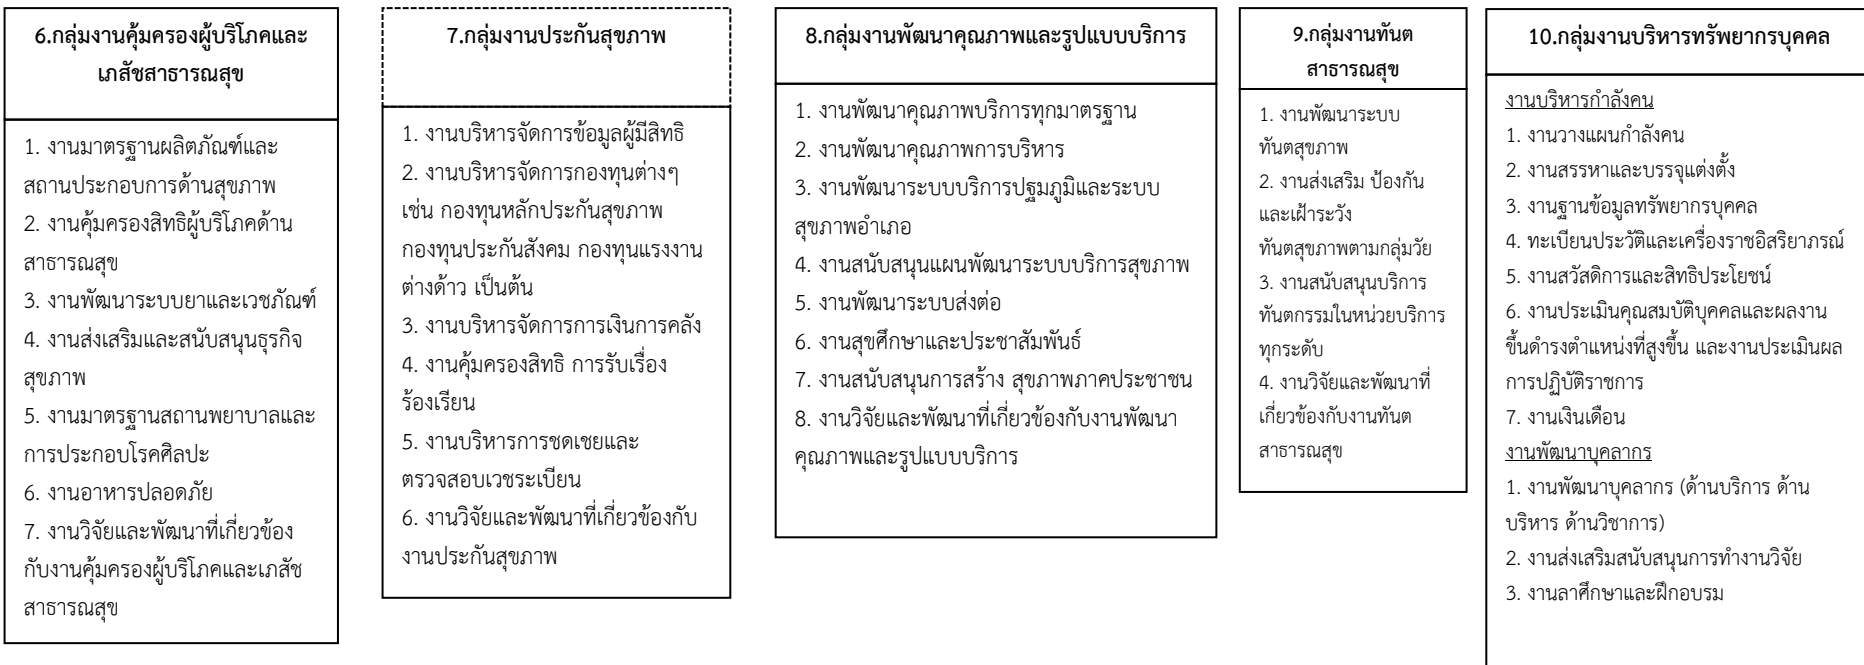 6.กลุ่มงานคุ้มครองผู้บริโภคและ
เภสัชสาธารณสุข
1. งานมาตรฐานผลิตภัณฑ์และ
สถานประกอบการด้านสุขภาพ
2. งานคุ้มครองสิทธิผู้บริโภคด้าน
สาธารณสุข
3. งานพัฒนาระบบยาและเวชภัณฑ์
4. งานส่งเสริมและสนับสนุนธุรกิจ
สุขภาพ
5. งานมาตรฐานสถานพยาบาลและ
การประกอบโรคศิลปะ
6. งานอาหารปลอดภัย
7. งานวิจัยและพัฒนาที่เกี่ยวข้อง
กับงานคุ้มครองผู้บริโภคและเภสัช
สาธารณสุข
7.กลุ่มงานประกันสุขภาพ
1. งานบริหารจัดการข้อมูลผู้มีสิทธิ
2. งานบริหารจัดการกองทุนต่างๆ
เช่น กองทุนหลักประกันสุขภาพ
กองทุนประกันสังคม กองทุนแรงงาน
ต่างด้าว เป็นต้น
3. งานบริหารจัดการการเงินการคลัง
4. งานคุ้มครองสิทธิ การรับเรื่อง
ร้องเรียน
5. งานบริหารการชดเชยและ
ตรวจสอบเวชระเบียน
6. งานวิจัยและพัฒนาที่เกี่ยวข้องกับ
งานประกันสุขภาพ
8.กลุ่มงานพัฒนาคุณภาพและรูปแบบบริการ
1. งานพัฒนาคุณภาพบริการทุกมาตรฐาน
2. งานพัฒนาคุณภาพการบริหาร
3. งานพัฒนาระบบบริการปฐมภูมิและระบบ
สุขภาพอำเภอ
4. งานสนับสนุนแผนพัฒนาระบบบริการสุขภาพ
5. งานพัฒนาระบบส่งต่อ
6. งานสุขศึกษาและประชาสัมพันธ์
7. งานสนับสนุนการสร้าง สุขภาพภาคประชาชน
8. งานวิจัยและพัฒนาที่เกี่ยวข้องกับงานพัฒนา
คุณภาพและรูปแบบบริการ
9.กลุ่มงานทันต
สาธารณสุข
1. งานพัฒนาระบบ
ทันตสุขภาพ
2. งานส่งเสริม ป้องกัน
และเฝ้าระวัง
ทันตสุขภาพตามกลุ่มวัย
3. งานสนับสนุนบริการ
ทันตกรรมในหน่วยบริการ
ทุกระดับ
4. งานวิจัยและพัฒนาที่
เกี่ยวข้องกับงานทันต
สาธารณสุข
10.กลุ่มงานบริหารทรัพยากรบุคคล
งานบริหารกำลังคน
1. งานวางแผนกำลังคน
2. งานสรรหาและบรรจุแต่งตั้ง
3. งานฐานข้อมูลทรัพยากรบุคคล
4. ทะเบียนประวัติและเครื่องราชอิสริยาภรณ์
5. งานสวัสดิการและสิทธิประโยชน์
6. งานประเมินคุณสมบัติบุคคลและผลงาน
ขึ้นดำรงตำแหน่งที่สูงขึ้น และงานประเมินผล
การปฏิบัติราชการ
7. งานเงินเดือน
งานพัฒนาบุคลากร
1. งานพัฒนาบุคลากร (ด้านบริการ ด้าน
บริหาร ด้านวิชาการ)
2. งานส่งเสริมสนับสนุนการทำงานวิจัย
3. งานลาศึกษาและฝึกอบรม